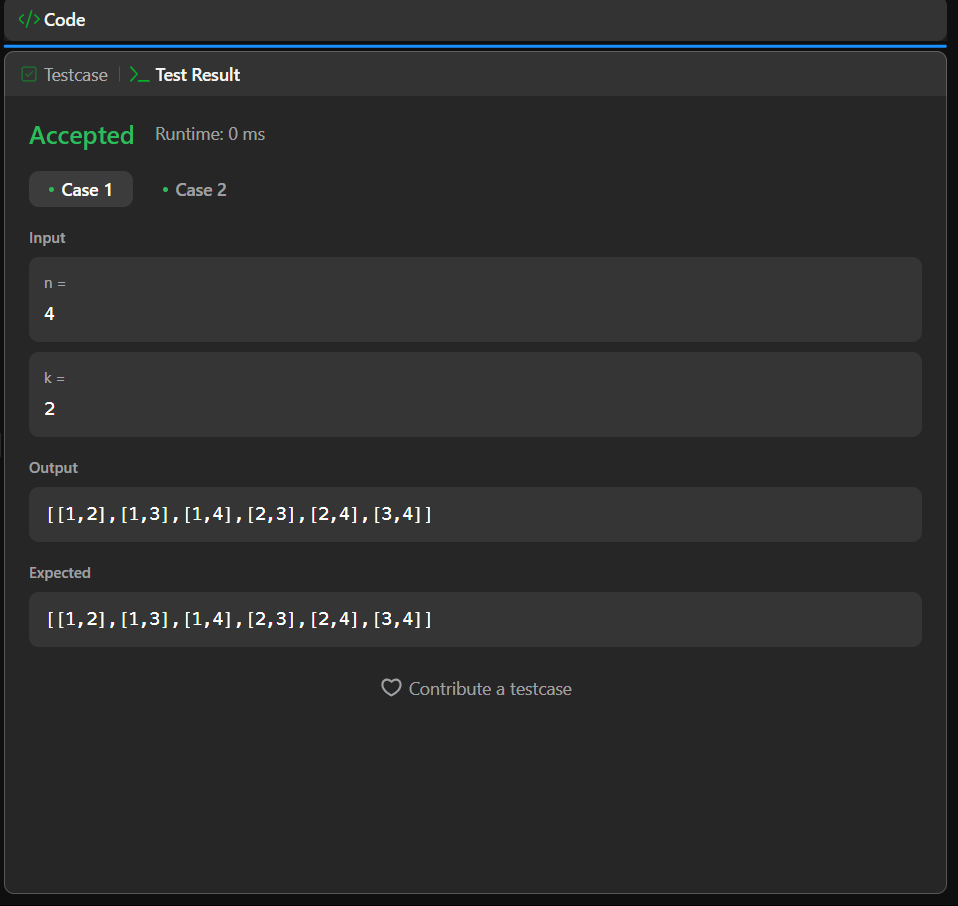 </> Code
Testcase | >_ Test Result
Accepted Runtime: 0 ms
• Case 1 • Case 2
Input
n =
4
k =
2
Output
[[1,2],[1,3],[1,4],[2,3],[2,4],[3,4]]
Expected
[[1,2],[1,3],[1,4],[2,3],[2,4],[3,4]]
Contribute a testcase